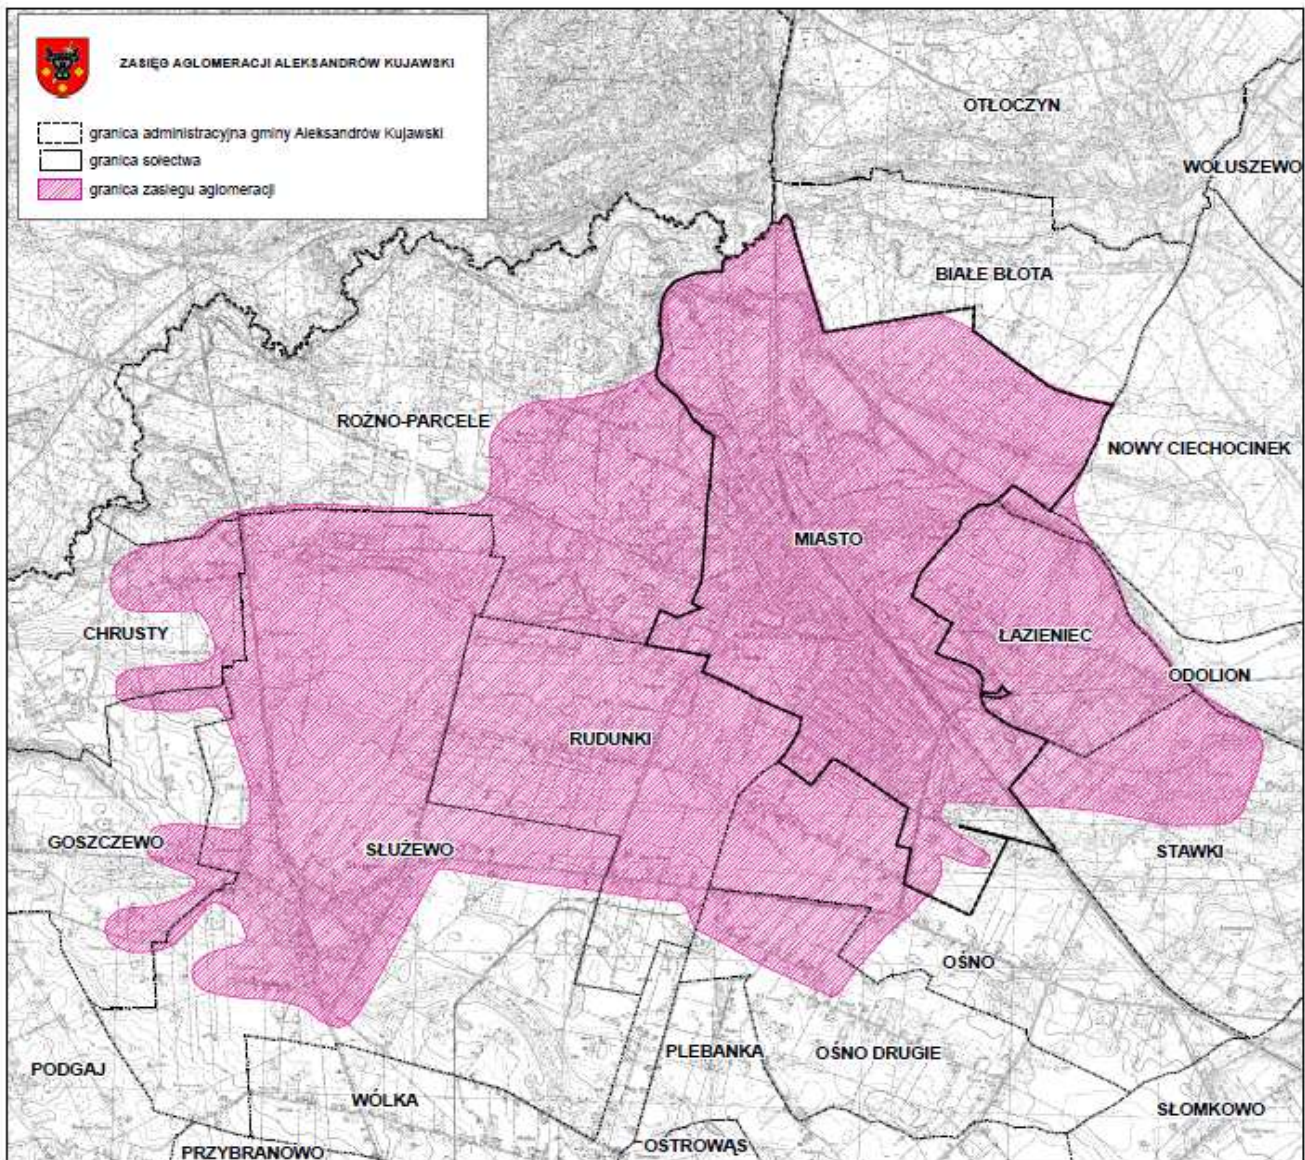 ZASIĘG AGLOMERACJI ALEKSANDRÓW KUJAWSKI
granica administracyjna gminy Aleksandrów Kujawski
granica sołectwa
granica zasiegu aglomeracji
OTŁOCZYN
WOŁUSZEWO
BIAŁE BŁOTA
ROŻNO-PARCELE
NOWY CIECHOCINEK
MIASTO
CHRUSTY
ŁAZIENIEC
ODOLION
RUDUNKI
GOSZCZEWO
SŁUŻEWO
STAWKI
OŚNO
PLEBANKA
OŚNO DRUGIE
PODGAJ
WÓLKA
SŁOMKOWO
PRZYBRANOWO
OSTROWĄS